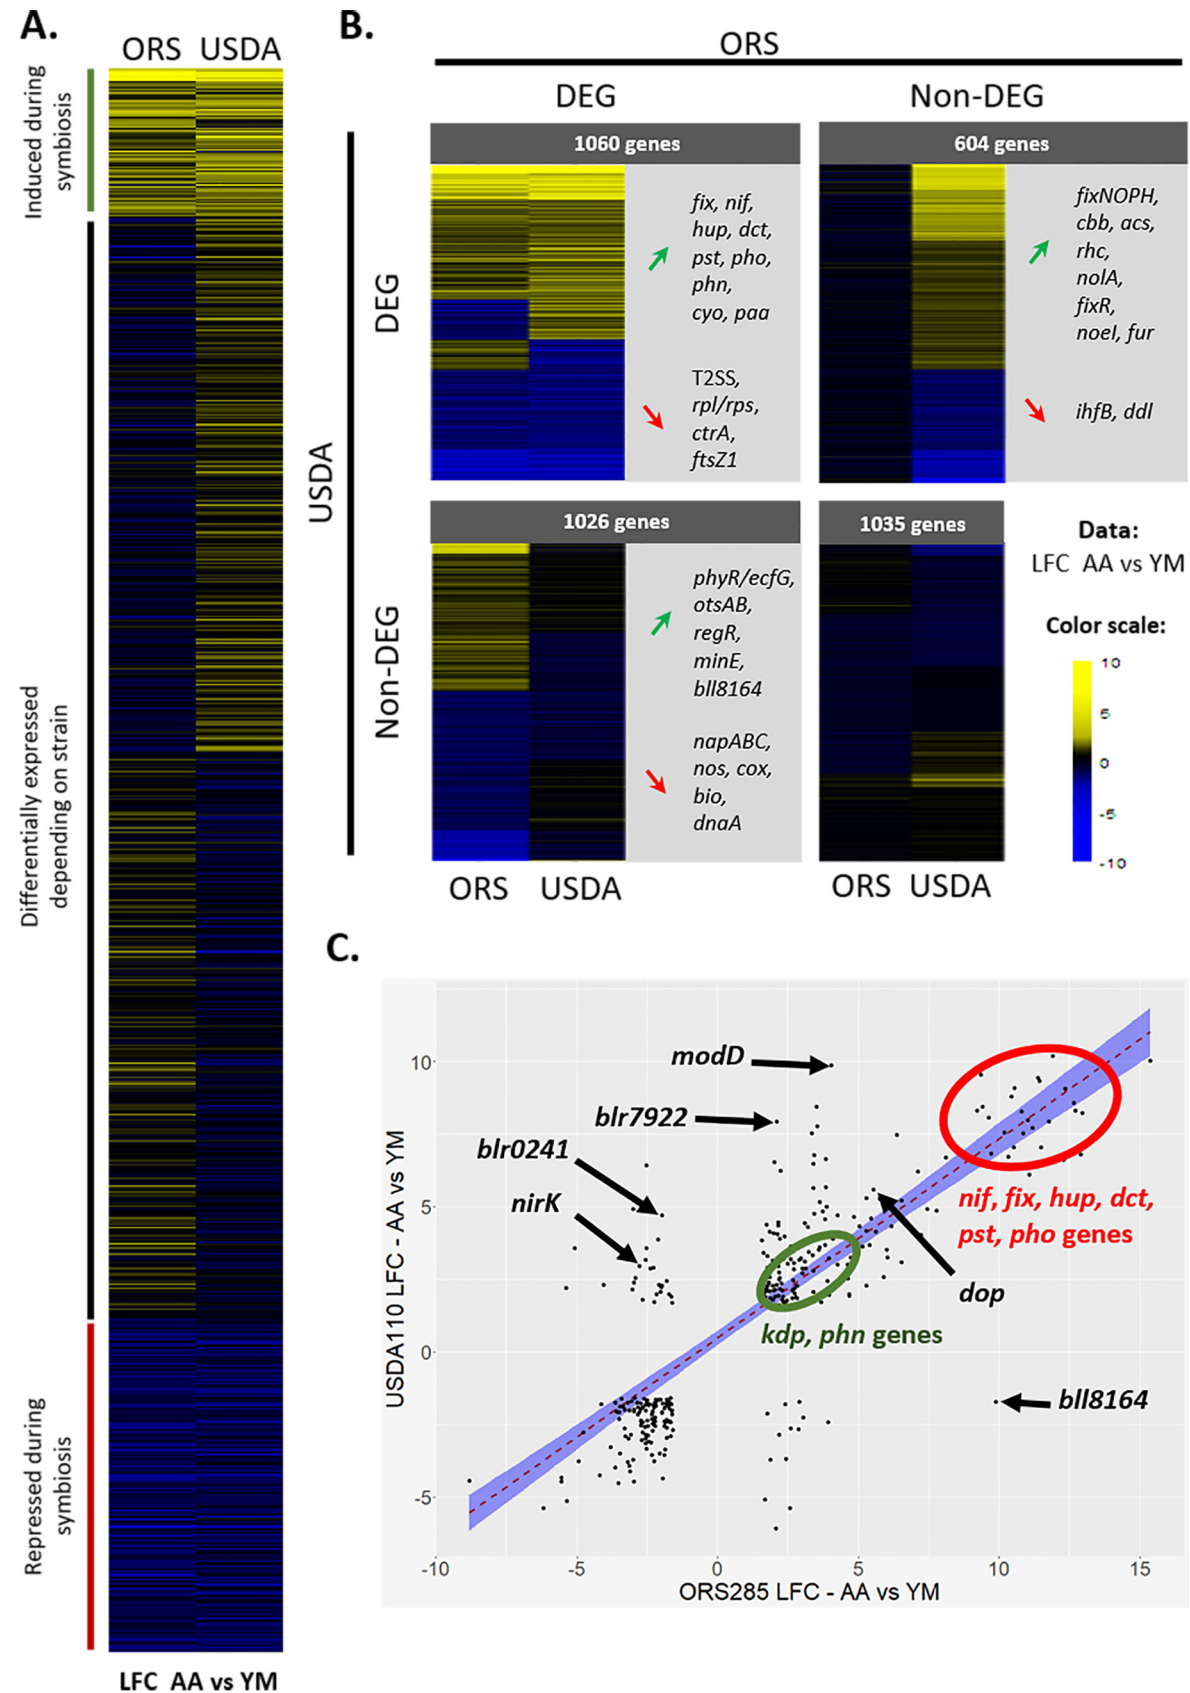 A.
ORS USDA
Induced during
symbiosis
Differentially expressed
depending on strain
Repressed during
symbiosis
LFC AA vs YM
B.
ORS
DEG
Non-DEG
USDA
DEG
Non-DEG
1060 genes
fix, nif,
hup, dct,
pst, pho,
phn,
cyo, paa
T2SS,
rpl/rps,
ctrA,
ftsZ1
604 genes
fixNOPH,
cbb, acs,
rhc,
nolA,
fixR,
noeI, fur
ihfB, ddl
1026 genes
phyR/ecfG,
otsAB,
regR,
minE,
bll8164
napABC,
nos, cox,
bio,
dnaA
1035 genes
ORS USDA
ORS USDA
Data:
LFC AA vs YM
Color scale:
10
5
0
-5
-10
C.
USDA110 LFC - AA vs YM
10
5
0
-5
modD
blr7922
blr0241
nirK
nif, fix, hup, dct,
pst, pho genes
dop
kdp, phn genes
bll8164
-10
-5
0
5
10
15
ORS285 LFC - AA vs YM